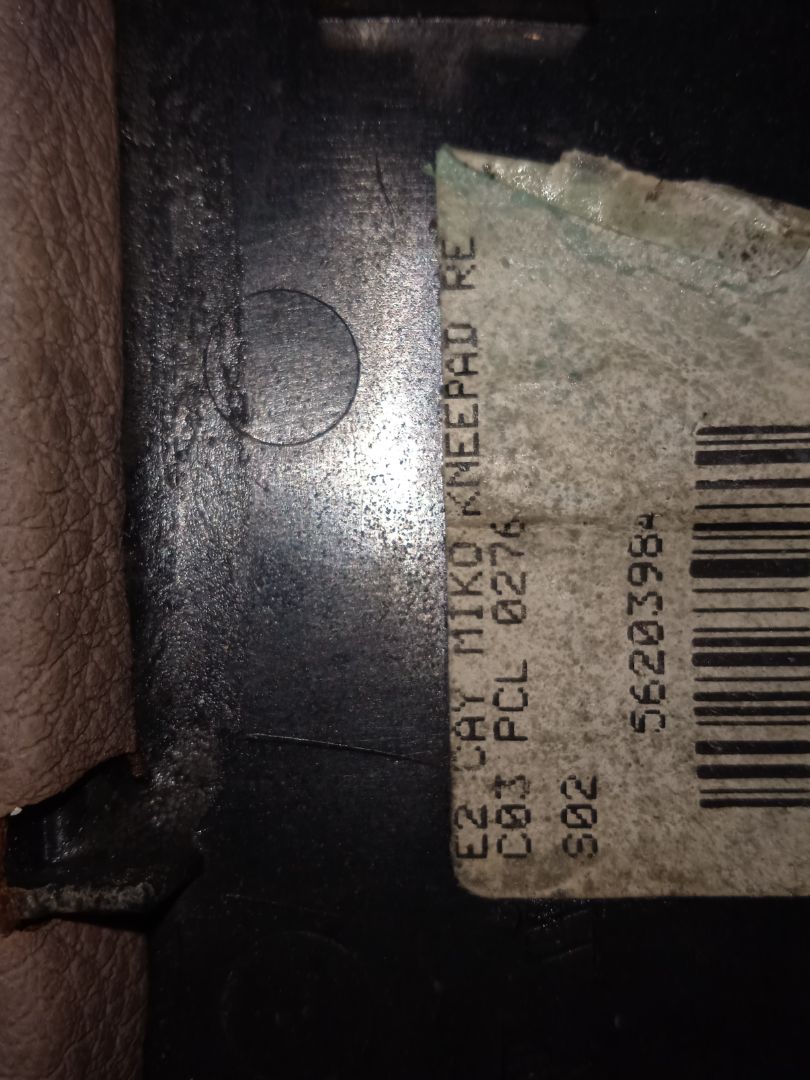 E2 CAY MIKO KNEEPAD RE
C03 PCL 0276
S02
56203984